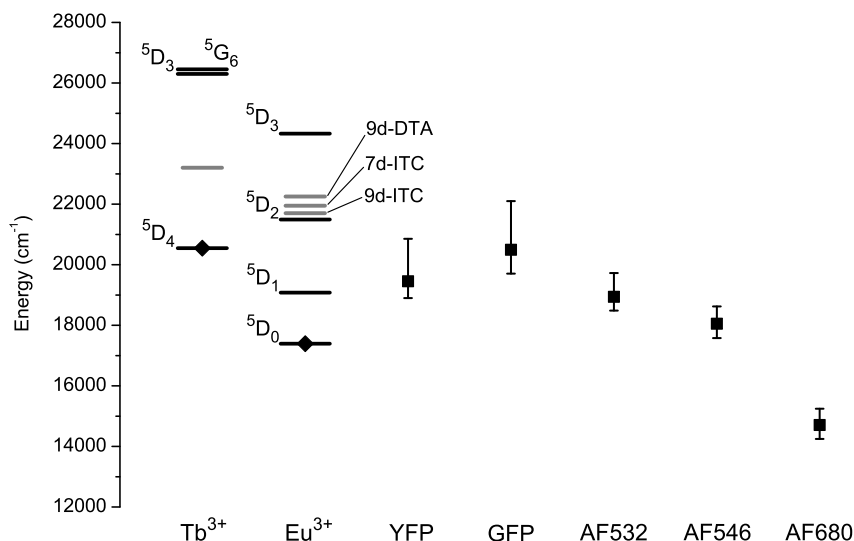 28000
26000
24000
22000
20000
18000
16000
14000
12000
Energy (cm⁻¹)
⁵D₃ ⁵G₆
⁵D₄
⁵D₃
⁵D₂
⁵D₁
⁵D₀
9d-DTA
7d-ITC
9d-ITC
Tb³⁺ Eu³⁺ YFP GFP AF532 AF546 AF680